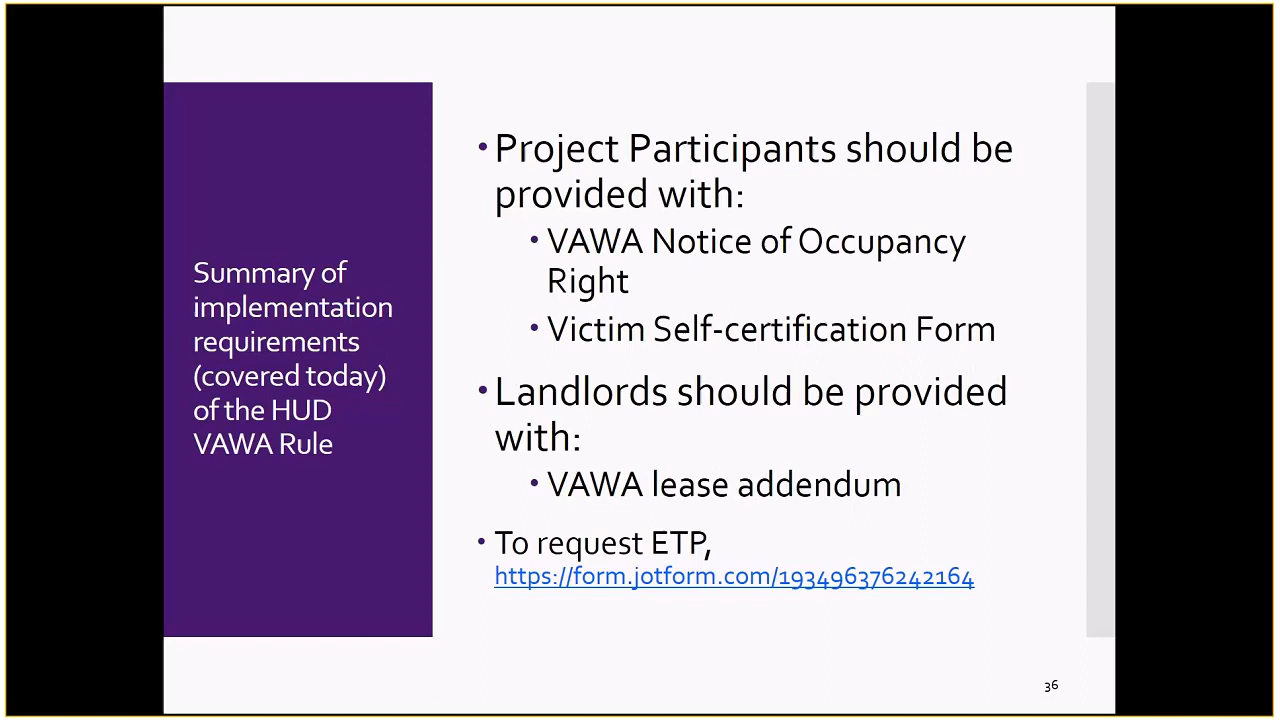 Summary of
implementation
requirements
(covered today)
of the HUD
VAWA Rule
• Project Participants should be
provided with:
• VAWA Notice of Occupancy
Right
• Victim Self-certification Form
• Landlords should be provided
with:
• VAWA lease addendum
• To request ETP,
https://form.jotform.com/193496376242164
36